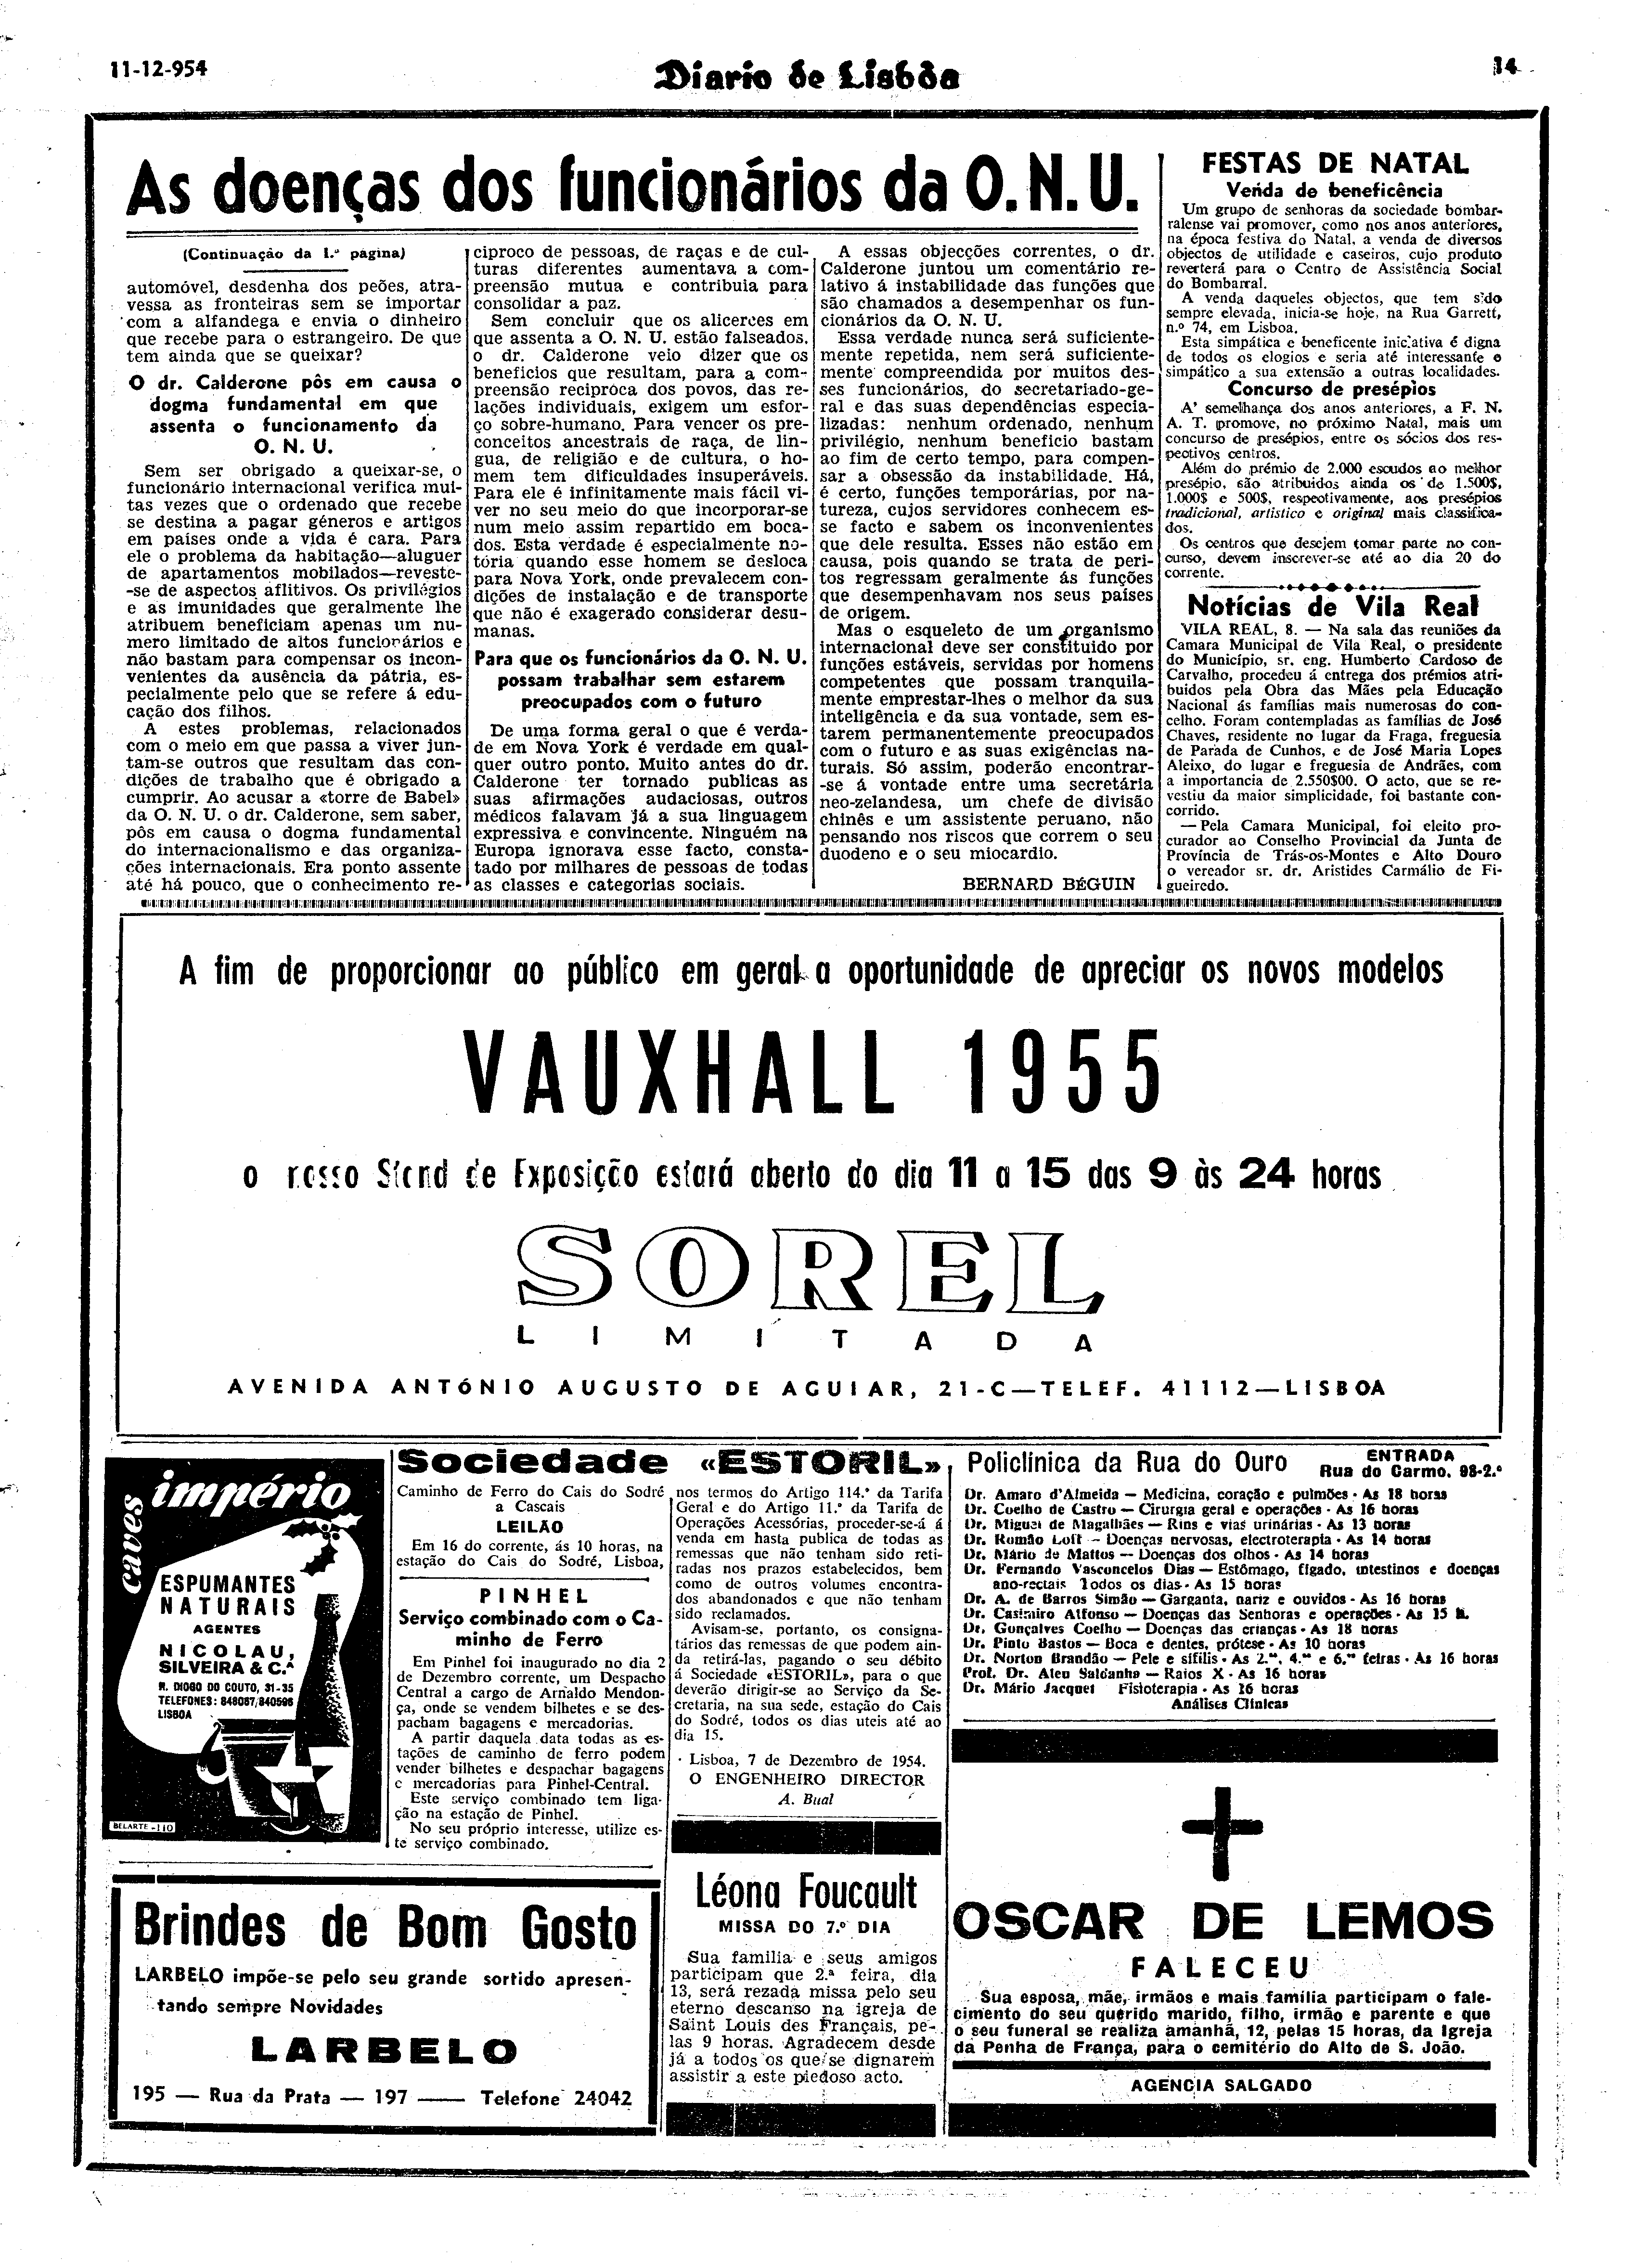 11-12-954
Diario de Lisbôa
14
As doenças dos funcionários da O.N.U.
(Continuação da 1.ª página)
automóvel, desdenha dos peões, atra-
vessa as fronteiras sem se importar
com a alfandega e envia o dinheiro
que recebe para o estrangeiro. De que
tem ainda que se queixar?
O dr. Calderone pôs em causa o
dogma fundamental em que
assenta o funcionamento da
O. N. U.
Sem ser obrigado a queixar-se, o
funcionário internacional verifica mui-
tas vezes que o ordenado que recebe
se destina a pagar géneros e artigos
em países onde a vida é cara. Para
ele o problema da habitação—aluguer
de apartamentos mobilados—reveste-
-se de aspectos aflitivos. Os privilégios
e as imunidades que geralmente lhe
atribuem beneficiam apenas um nu-
mero limitado de altos funcionários e
não bastam para compensar os incon-
venientes da ausência da pátria, es-
pecialmente pelo que se refere á edu-
cação dos filhos.
A estes problemas, relacionados
com o meio em que passa a viver jun-
tam-se outros que resultam das con-
dições de trabalho que é obrigado a
cumprir. Ao acusar a «torre de Babel»
da O. N. U. o dr. Calderone, sem saber,
pôs em causa o dogma fundamental
do internacionalismo e das organiza-
ções internacionais. Era ponto assente
até há pouco, que o conhecimento re-
ciproco de pessoas, de raças e de cul-
turas diferentes aumentava a com-
preensão mutua e contribuia para
consolidar a paz.
Sem concluir que os alicerces em
que assenta a O. N. U. estão falseados,
o dr. Calderone veio dizer que os
beneficios que resultam, para a com-
preensão reciproca dos povos, das re-
lações individuais, exigem um esfor-
ço sobre-humano. Para vencer os pre-
conceitos ancestrais de raça, de lin-
gua, de religião e de cultura, o ho-
mem tem dificuldades insuperáveis.
Para ele é infinitamente mais fácil vi-
ver no seu meio do que incorporar-se
num meio assim repartido em boca-
dos. Esta verdade é especialmente no-
tória quando esse homem se desloca
para Nova York, onde prevalecem con-
dições de instalação e de transporte
que não é exagerado considerar desu-
manas.
Para que os funcionários da O. N. U.
possam trabalhar sem estarem
preocupados com o futuro
De uma forma geral o que é verda-
de em Nova York é verdade em qual-
quer outro ponto. Muito antes do dr.
Calderone ter tornado publicas as
suas afirmações audaciosas, outros
médicos falavam já a sua linguagem
expressiva e convincente. Ninguém na
Europa ignorava esse facto, consta-
tado por milhares de pessoas de todas
as classes e categorias sociais.
A essas objecções correntes, o dr.
Calderone juntou um comentário re-
lativo á instabilidade das funções que
são chamados a desempenhar os fun-
cionários da O. N. U.
Essa verdade nunca será suficiente-
mente repetida, nem será suficiente-
mente compreendida por muitos des-
ses funcionários, do secretariado-ge-
ral e das suas dependências especia-
lizadas: nenhum ordenado, nenhum
privilégio, nenhum beneficio bastam
ao fim de certo tempo, para compen-
sar a obsessão da instabilidade. Há,
é certo, funções temporárias, por na-
tureza, cujos servidores conhecem es-
se facto e sabem os inconvenientes
que dele resulta. Esses não estão em
causa, pois quando se trata de peri-
tos regressam geralmente ás funções
que desempenhavam nos seus países
de origem.
Mas o esqueleto de um organismo
internacional deve ser constituido por
funções estáveis, servidas por homens
competentes que possam tranquila-
mente emprestar-lhes o melhor da sua
inteligência e da sua vontade, sem es-
tarem permanentemente preocupados
com o futuro e as suas exigências na-
turais. Só assim, poderão encontrar-
-se á vontade entre uma secretária
neo-zelandesa, um chefe de divisão
chinês e um assistente peruano, não
pensando nos riscos que correm o seu
duodeno e o seu miocardio.
BERNARD BÉGUIN
FESTAS DE NATAL
Venda de beneficência
Um grupo de senhoras da sociedade bombar-
ralense vai promover, como nos anos anteriores,
na época festiva do Natal, a venda de diversos
objectos de utilidade e caseiros, cujo produto
reverterá para o Centro de Assistência Social
do Bombarral.
A venda daqueles objectos, que tem sido
sempre elevada, inicia-se hoje, na Rua Garrett,
n.º 74, em Lisboa.
Esta simpática e beneficente iniciativa é digna
de todos os elogios e seria até interessante e
simpático a sua extensão a outras localidades.
Concurso de presépios
A' semelhança dos anos anteriores, a F. N.
A. T. promove, no próximo Natal, mais um
concurso de presépios, entre os sócios dos res-
pectivos centros.
Além do prémio de 2.000 escudos ao melhor
presépio, são atribuidos ainda os de 1.500$,
1.000$ e 500$, respectivamente, aos presépios
tradicional, artístico e original mais classifica-
dos.
Os centros que desejem tomar parte no con-
curso, devem inscrever-se até ao dia 20 do
corrente.
Notícias de Vila Real
VILA REAL, 8. — Na sala das reuniões da
Camara Municipal de Vila Real, o presidente
do Município, sr. eng. Humberto Cardoso de
Carvalho, procedeu á entrega dos prémios atri-
buidos pela Obra das Mães pela Educação
Nacional ás famílias mais numerosas do con-
celho. Foram contempladas as famílias de José
Chaves, residente no lugar da Fraga, freguesia
de Parada de Cunhos, e de José Maria Lopes
Aleixo, do lugar e freguesia de Andrães, com
a importancia de 2.550$00. O acto, que se re-
vestiu da maior simplicidade, foi bastante con-
corrido.
— Pela Camara Municipal, foi eleito pro-
curador ao Conselho Provincial da Junta de
Província de Trás-os-Montes e Alto Douro
o vereador sr. dr. Aristides Carmálio de Fi-
gueiredo.
A fim de proporcionar ao público em geral a oportunidade de apreciar os novos modelos
VAUXHALL 1955
o nosso Stand de Exposição estará aberto do dia 11 a 15 das 9 às 24 horas
SOREL
LIMITADA
AVENIDA ANTÓNIO AUGUSTO DE AGUIAR, 21-C—TELEF. 41112—LISBOA
caves
império
ESPUMANTES
NATURAIS
AGENTES
NICOLAU,
SILVEIRA & C.ª
R. DIOGO DO COUTO, 31-35
TELEFONES: 848087/840596
LISBOA
BELARTE-110
Sociedade «ESTORIL»
Caminho de Ferro do Cais do Sodré
a Cascais
LEILÃO
Em 16 do corrente, ás 10 horas, na
estação do Cais do Sodré, Lisboa,
nos termos do Artigo 114.º da Tarifa
Geral e do Artigo 11.º da Tarifa de
Operações Acessórias, proceder-se-á á
venda em hasta publica de todas as
remessas que não tenham sido reti-
radas nos prazos estabelecidos, bem
como de outros volumes encontra-
dos abandonados e que não tenham
sido reclamados.
Avisam-se, portanto, os consigna-
tários das remessas de que podem ain-
da retirá-las, pagando o seu débito
á Sociedade «ESTORIL», para o que
deverão dirigir-se ao Serviço da Se-
cretaria, na sua sede, estação do Cais
do Sodré, todos os dias uteis até ao
dia 15.
Lisboa, 7 de Dezembro de 1954.
O ENGENHEIRO DIRECTOR
A. Bual
PINHEL
Serviço combinado com o Ca-
minho de Ferro
Em Pinhel foi inaugurado no dia 2
de Dezembro corrente, um Despacho
Central a cargo de Arnaldo Mendon-
ça, onde se vendem bilhetes e se des-
pacham bagagens e mercadorias.
A partir daquela data todas as es-
tações de caminho de ferro podem
vender bilhetes e despachar bagagens
e mercadorias para Pinhel-Central.
Este serviço combinado tem liga-
ção na estação de Pinhel.
No seu próprio interesse, utilize es-
te serviço combinado.
Policlínica da Rua do Ouro
ENTRADA
Rua do Carmo, 98-2.º
Dr. Amaro d'Almeida — Medicina, coração e pulmões - As 18 horas
Dr. Coelho de Castro — Cirurgia geral e operações - As 16 horas
Dr. Miguel de Magalhães — Rins e vias urinárias - As 13 horas
Dr. Romão Loff — Doenças nervosas, electroterapia - As 14 horas
Dr. Mário de Mattos — Doenças dos olhos - As 14 horas
Dr. Fernando Vasconcelos Dias — Estômago, fígado, intestinos e doenças
ano-rectais Todos os dias - As 15 horas
Dr. A. de Barros Simão — Garganta, nariz e ouvidos - As 16 horas
Dr. Casimiro Affonso — Doenças das Senhoras e operações - As 15 h.
Dr. Gonçalves Coelho — Doenças das crianças - As 18 horas
Dr. Pinto Bastos — Boca e dentes, prótese - As 10 horas
Dr. Norton Brandão — Pele e sífilis - As 2.ªˢ, 4.ªˢ e 6.ªˢ feiras - As 16 horas
Prof. Dr. Aleu Saldanha — Raios X - As 16 horas
Dr. Mário Jacquet Fisioterapia - As 16 horas
Análises Clínicas
Brindes de Bom Gosto
LARBELO impõe-se pelo seu grande sortido apresen-
tando sempre Novidades
LARBELO
195 — Rua da Prata — 197 — Telefone 24042
Léona Foucault
MISSA DO 7.º DIA
Sua família e seus amigos
participam que 2.ª feira, dia
13, será rezada missa pelo seu
eterno descanso na igreja de
Saint Louis des Français, pe-
las 9 horas. Agradecem desde
já a todos os que se dignarem
assistir a este piedoso acto.
OSCAR DE LEMOS
FALECEU
Sua esposa, mãe, irmãos e mais família participam o fale-
cimento do seu querido marido, filho, irmão e parente e que
o seu funeral se realiza amanhã, 12, pelas 15 horas, da Igreja
da Penha de França, para o cemitério do Alto de S. João.
AGENCIA SALGADO